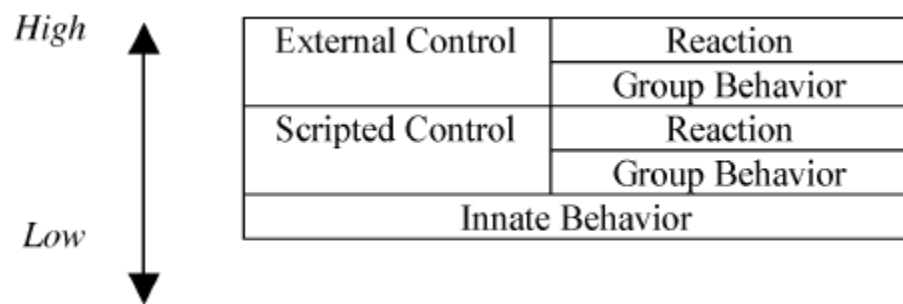 High
External Control Reaction
Group Behavior
Scripted Control Reaction
Group Behavior
Innate Behavior
Low